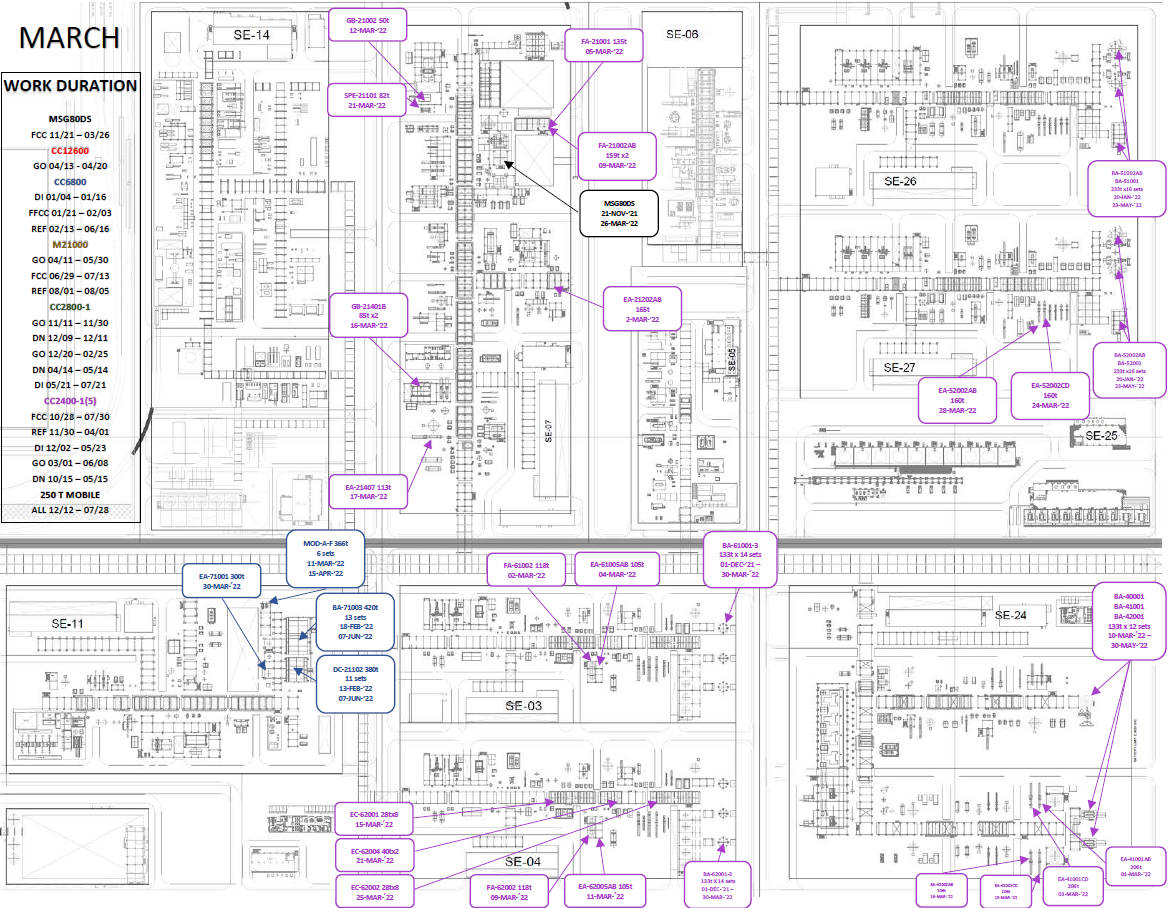 MARCH
WORK DURATION
MSG80DS
FCC 11/21 – 03/26
CC12600
GO 04/13 - 04/20
CC6800
DI 01/04 – 01/16
FFCC 01/21 – 02/03
REF 02/13 – 06/16
M21000
GO 04/11 – 05/30
FCC 06/29 – 07/13
REF 08/01 – 08/05
CC2800-1
GO 11/11 – 11/30
DN 12/09 – 12/11
GO 12/20 – 02/25
DN 04/14 – 05/14
DI 05/21 – 07/21
CC2400-1(5)
FCC 10/28 – 07/30
REF 11/30 – 04/01
DI 12/02 – 05/23
GO 03/01 – 06/08
DN 10/15 – 05/15
250 T MOBILE
ALL 12/12 – 07/28
SE-14
GB-21002 50t
12-MAR-'22
SPE-21101 82t
21-MAR-'22
FA-21001 135t
05-MAR-'22
FA-21002AB
159t x2
09-MAR-'22
MSG80DS
21-NOV-'21
26-MAR-'22
SE-06
GB-21401B
85t x2
16-MAR-'22
EA-21202AB
165t
2-MAR-'22
EA-21407 113t
17-MAR-'22
SE-07
SE-05
SE-26
BA-51002AB
BA-51001
233t x16 sets
20-JAN-'22
23-MAY-'22
SE-27
EA-52002AB
160t
28-MAR-'22
EA-52002CD
160t
24-MAR-'22
BA-52002AB
BA-52001
233t x16 sets
20-JAN-'22
23-MAY-'22
SE-25
MOD-A-F 366t
6 sets
11-MAR-'22
15-APR-'22
EA-71001 300t
30-MAR-'22
BA-71003 420t
13 sets
18-FEB-'22
07-JUN-'22
DC-21102 380t
11 sets
13-FEB-'22
07-JUN-'22
SE-11
FA-61002 118t
02-MAR-'22
EA-61005AB 105t
04-MAR-'22
BA-61001-3
133t x 14 sets
01-DEC-'21 –
30-MAR-'22
SE-03
EC-62001 28tx8
15-MAR-'22
EC-62004 40tx2
21-MAR-'22
EC-62002 28tx8
25-MAR-'22
SE-04
FA-62002 118t
09-MAR-'22
EA-62005AB 105t
11-MAR-'22
BA-62001-3
133t X 14 sets
01-DEC-'21 –
30-MAR-'22
SE-24
BA-40001
BA-41001
BA-42001
133t x 12 sets
10-MAR-'22 –
30-MAY-'22
EA-41001AB
206t
01-MAR-'22
EA-41001CD
206t
03-MAR-'22